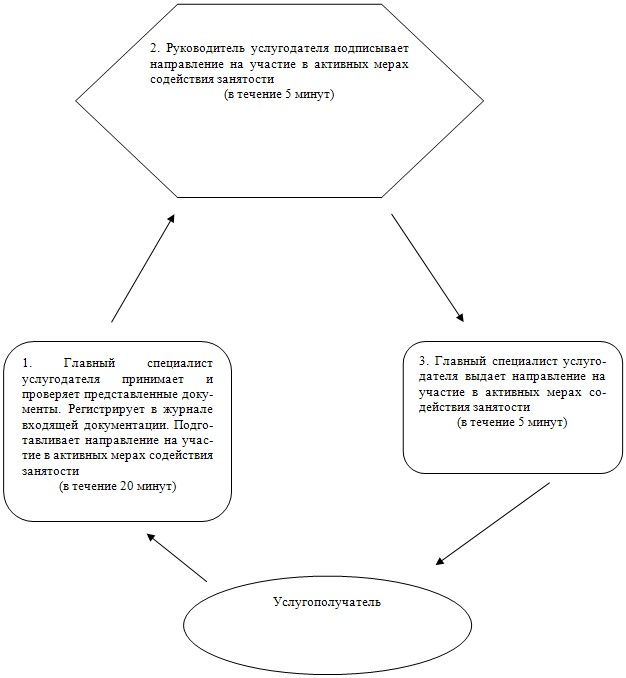 2. Руководитель услугодателя подписывает
направление на участие в активных мерах
содействия занятости
(в течение 5 минут)
1. Главный специалист
услугодателя принимает и
проверяет представленные доку-
менты. Регистрирует в журнале
входящей документации. Подго-
тавливает направление на учас-
тие в активных мерах содействия
занятости
(в течение 20 минут)
3. Главный специалист услуго-
дателя выдает направление на
участие в активных мерах со-
действия занятости
(в течение 5 минут)
Услугополучатель